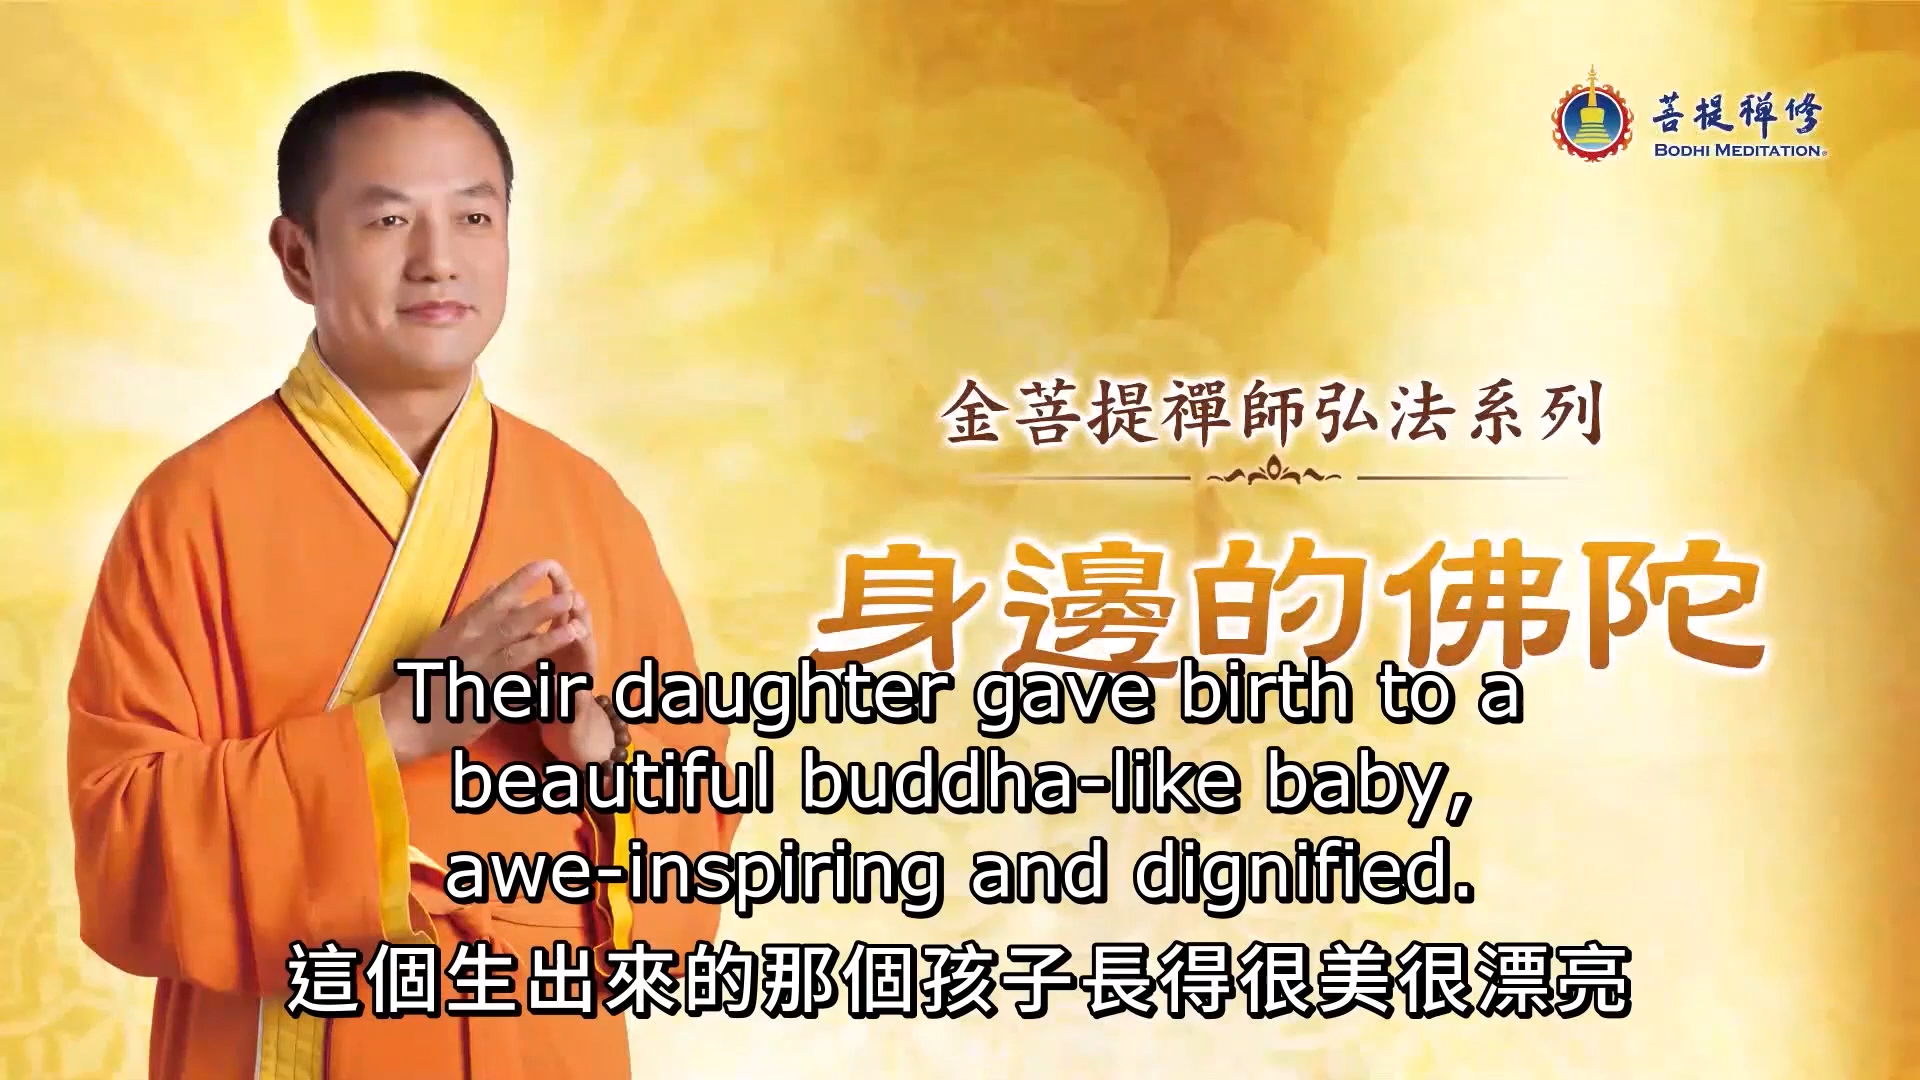 菩提禪修
BODHI MEDITATION®
金菩提禪師弘法系列
身邊的佛陀
Their daughter gave birth to a
beautiful buddha-like baby,
awe-inspiring and dignified.
這個生出來的那個孩子長得很美很漂亮